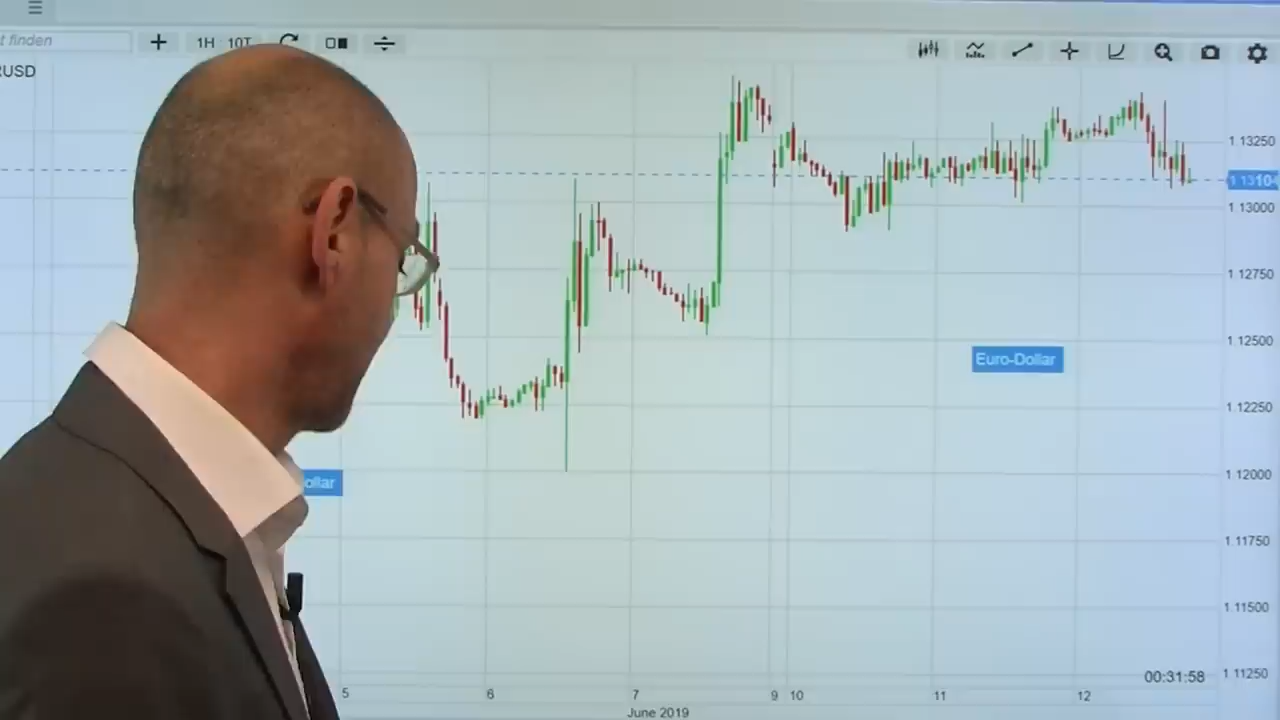 t finden
1H 10T
RUSD
1.13250
1.13104
1.13000
1.12750
1.12500
Euro-Dollar
1.12250
1.12000
ollar
1.11750
1.11500
1.11250
00:31:58
5 6 7 9 10 11 12
June 2019